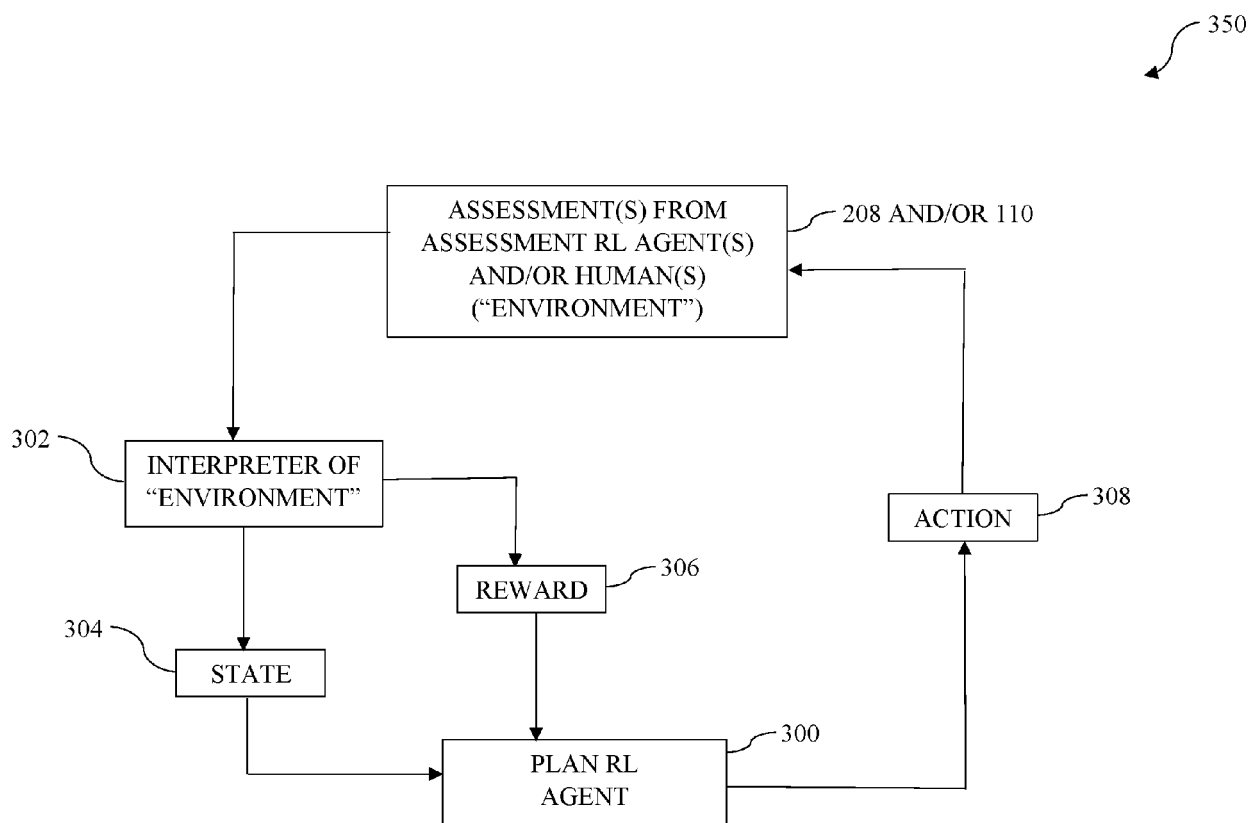 350
ASSESSMENT(S) FROM
ASSESSMENT RL AGENT(S)
AND/OR HUMAN(S)
(“ENVIRONMENT”)
208 AND/OR 110
302
INTERPRETER OF
“ENVIRONMENT”
ACTION
308
REWARD
306
304
STATE
300
PLAN RL
AGENT